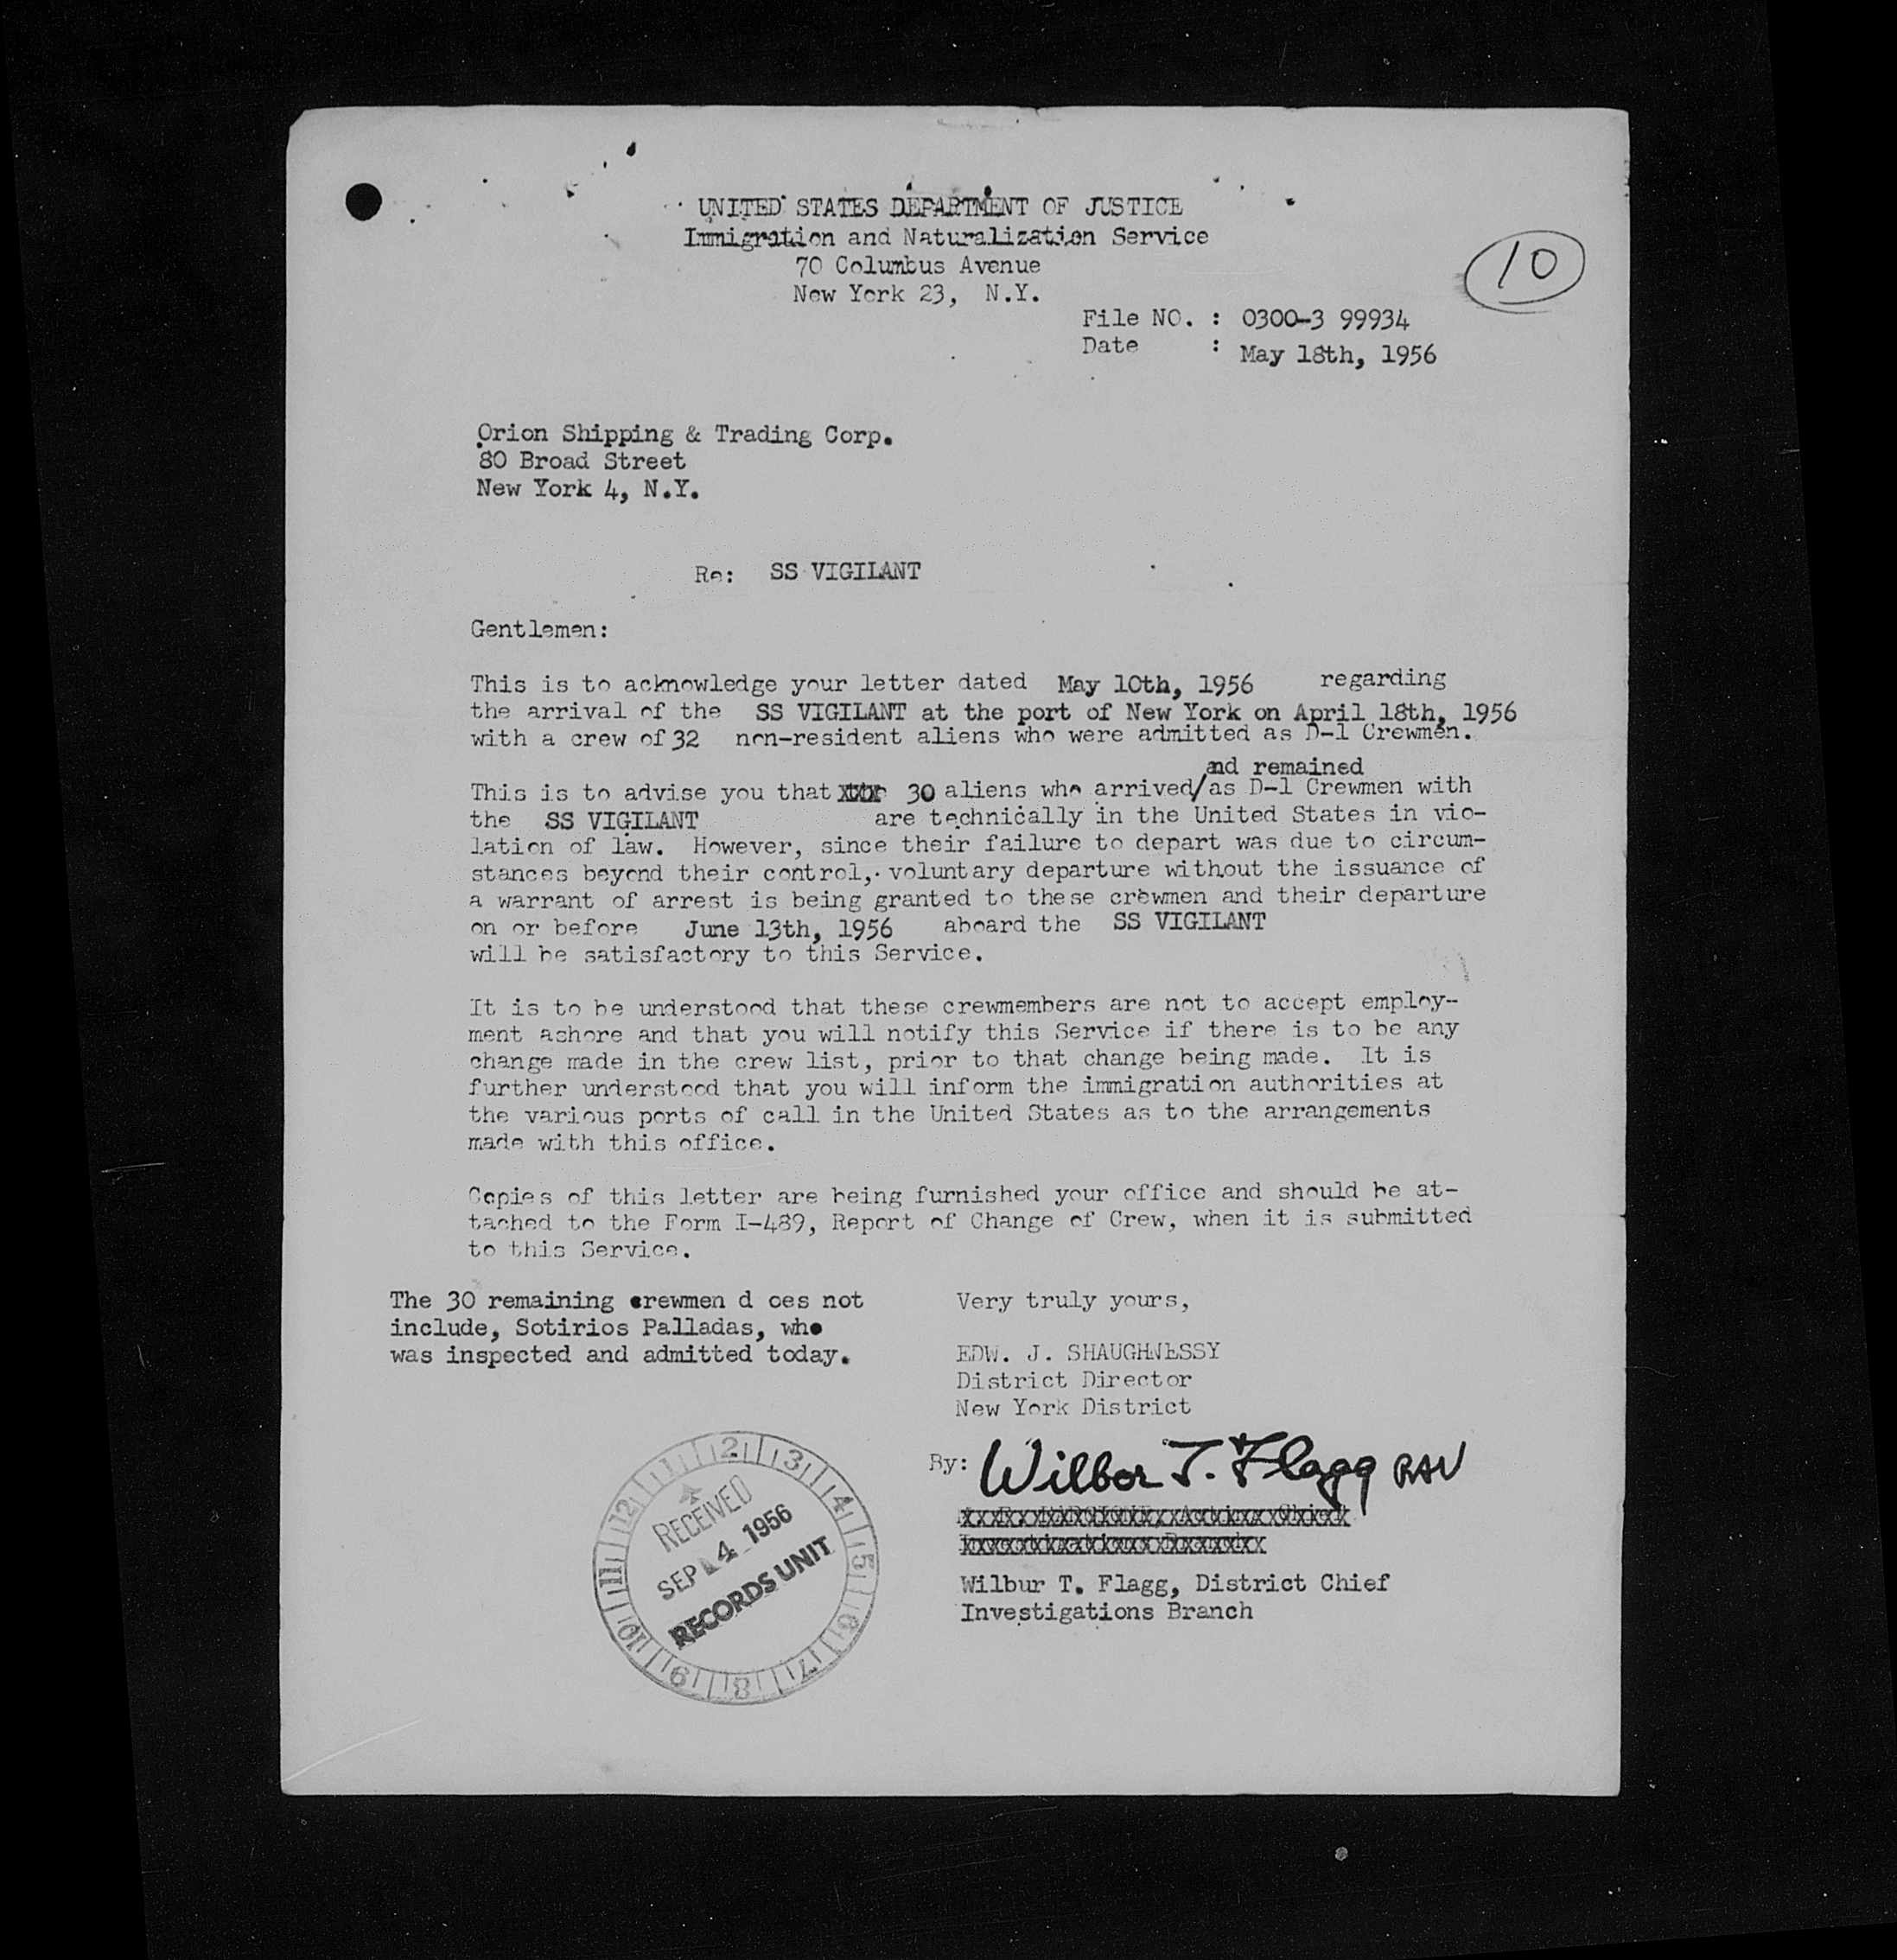 UNITED STATES DEPARTMENT OF JUSTICE
Immigration and Naturalization Service
70 Columbus Avenue
New York 23, N.Y.
10
File NO. : 0300-3 99934
Date : May 18th, 1956
Orion Shipping & Trading Corp.
80 Broad Street
New York 4, N.Y.
Re: SS VIGILANT
Gentlemen:
This is to acknowledge your letter dated May 10th, 1956 regarding
the arrival of the SS VIGILANT at the port of New York on April 18th, 1956
with a crew of 32 non-resident aliens who were admitted as D-1 Crewmen.
and remained
This is to advise you that 30 aliens who arrived/as D-1 Crewmen with
the SS VIGILANT are technically in the United States in vio-
lation of law. However, since their failure to depart was due to circum-
stances beyond their control, voluntary departure without the issuance of
a warrant of arrest is being granted to these crewmen and their departure
on or before June 13th, 1956 aboard the SS VIGILANT
will be satisfactory to this Service.
It is to be understood that these crewmembers are not to accept employ-
ment ashore and that you will notify this Service if there is to be any
change made in the crew list, prior to that change being made. It is
further understood that you will inform the immigration authorities at
the various ports of call in the United States as to the arrangements
made with this office.
Copies of this letter are being furnished your office and should be at-
tached to the Form I-489, Report of Change of Crew, when it is submitted
to this Service.
The 30 remaining crewmen d oes not
include, Sotirios Palladas, who
was inspected and admitted today.
Very truly yours,
EDW. J. SHAUGHNESSY
District Director
New York District
By: Wilbur T. Flagg RAV
Wilbur T. Flagg, District Chief
Investigations Branch
12 1 2 3 4 5 6 7 8 9 10 11
RECEIVED
SEP 4 1956
RECORDS UNIT